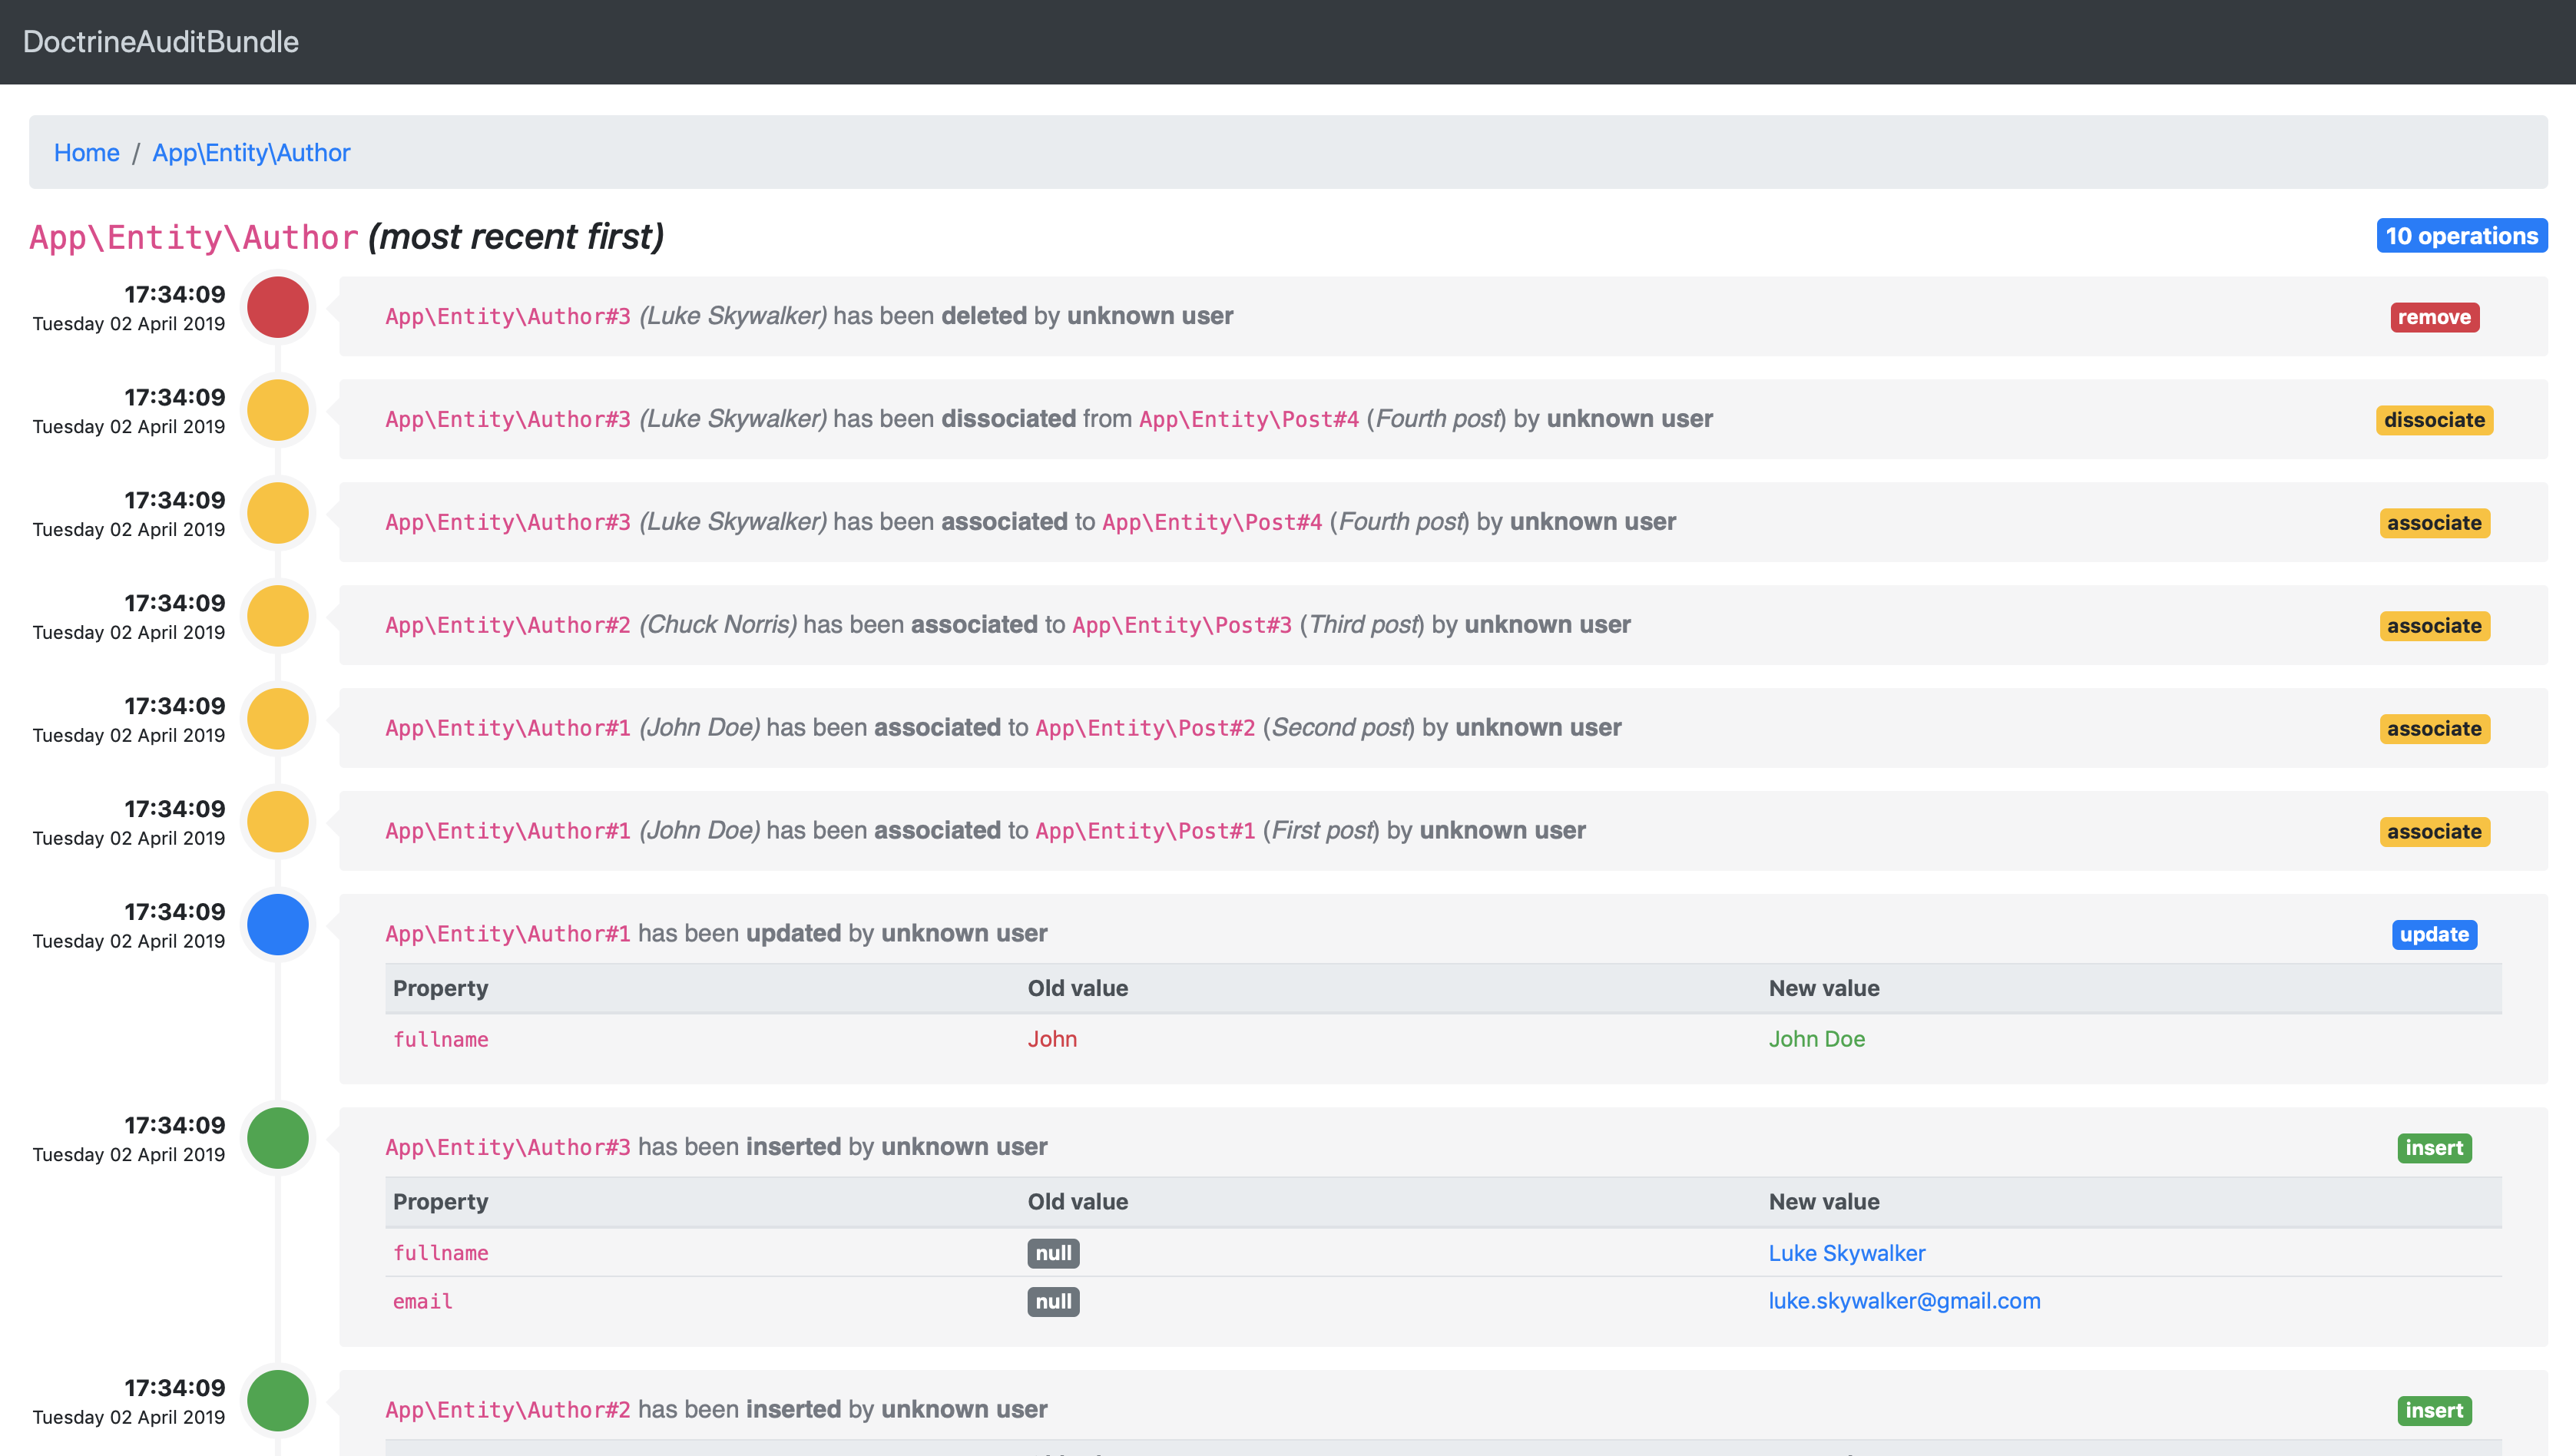 DoctrineAuditBundle
Home / App\Entity\Author
App\Entity\Author (most recent first) 10 operations
17:34:09
Tuesday 02 April 2019
App\Entity\Author#3 (Luke Skywalker) has been deleted by unknown user remove
17:34:09
Tuesday 02 April 2019
App\Entity\Author#3 (Luke Skywalker) has been dissociated from App\Entity\Post#4 (Fourth post) by unknown user dissociate
17:34:09
Tuesday 02 April 2019
App\Entity\Author#3 (Luke Skywalker) has been associated to App\Entity\Post#4 (Fourth post) by unknown user associate
17:34:09
Tuesday 02 April 2019
App\Entity\Author#2 (Chuck Norris) has been associated to App\Entity\Post#3 (Third post) by unknown user associate
17:34:09
Tuesday 02 April 2019
App\Entity\Author#1 (John Doe) has been associated to App\Entity\Post#2 (Second post) by unknown user associate
17:34:09
Tuesday 02 April 2019
App\Entity\Author#1 (John Doe) has been associated to App\Entity\Post#1 (First post) by unknown user associate
17:34:09
Tuesday 02 April 2019
App\Entity\Author#1 has been updated by unknown user update
Property Old value New value
fullname John John Doe
17:34:09
Tuesday 02 April 2019
App\Entity\Author#3 has been inserted by unknown user insert
Property Old value New value
fullname null Luke Skywalker
email null luke.skywalker@gmail.com
17:34:09
Tuesday 02 April 2019
App\Entity\Author#2 has been inserted by unknown user insert